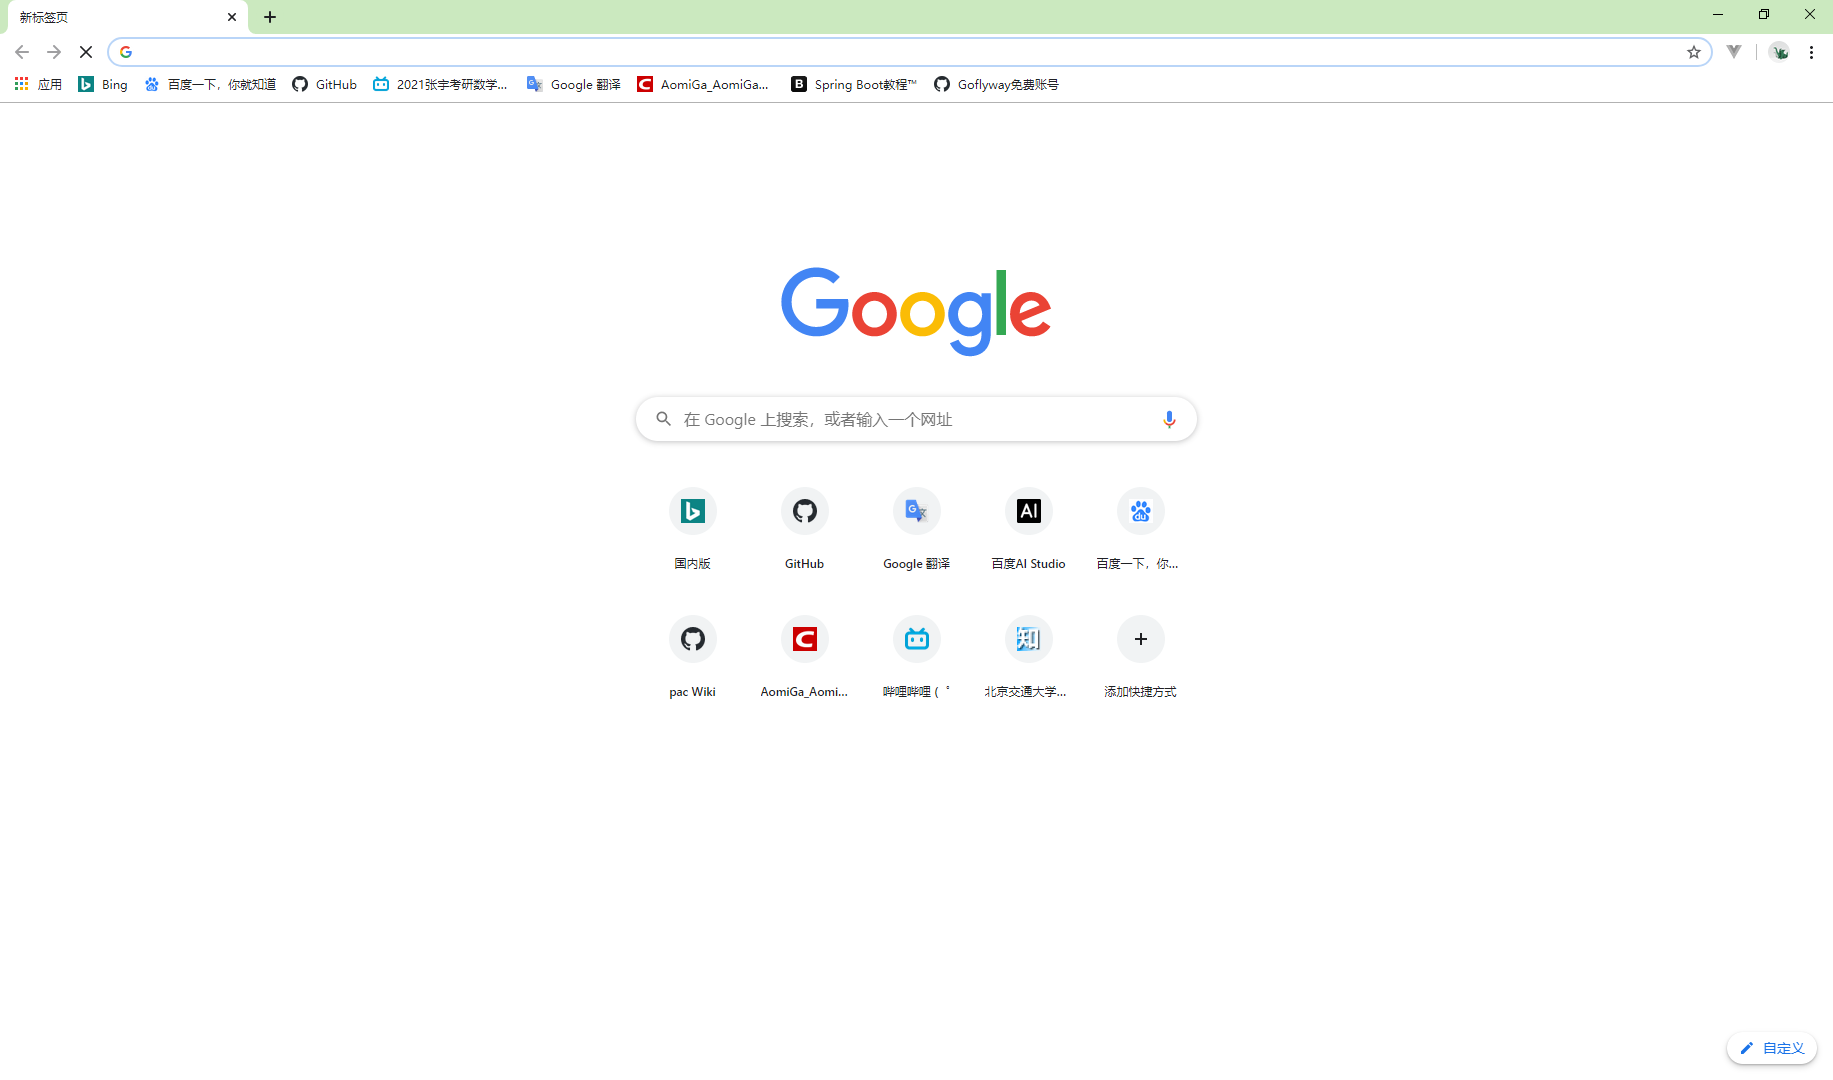 新标签页
应用 Bing 百度一下，你就知道 GitHub 2021张宇考研数学... Google 翻译 AomiGa_AomiGa... Spring Boot教程™ Goflyway免费账号
Google
在 Google 上搜索，或者输入一个网址
国内版 GitHub Google 翻译 百度AI Studio 百度一下，你...
pac Wiki AomiGa_Aomi... 哔哩哔哩 ( ゜ 北京交通大学... 添加快捷方式
自定义